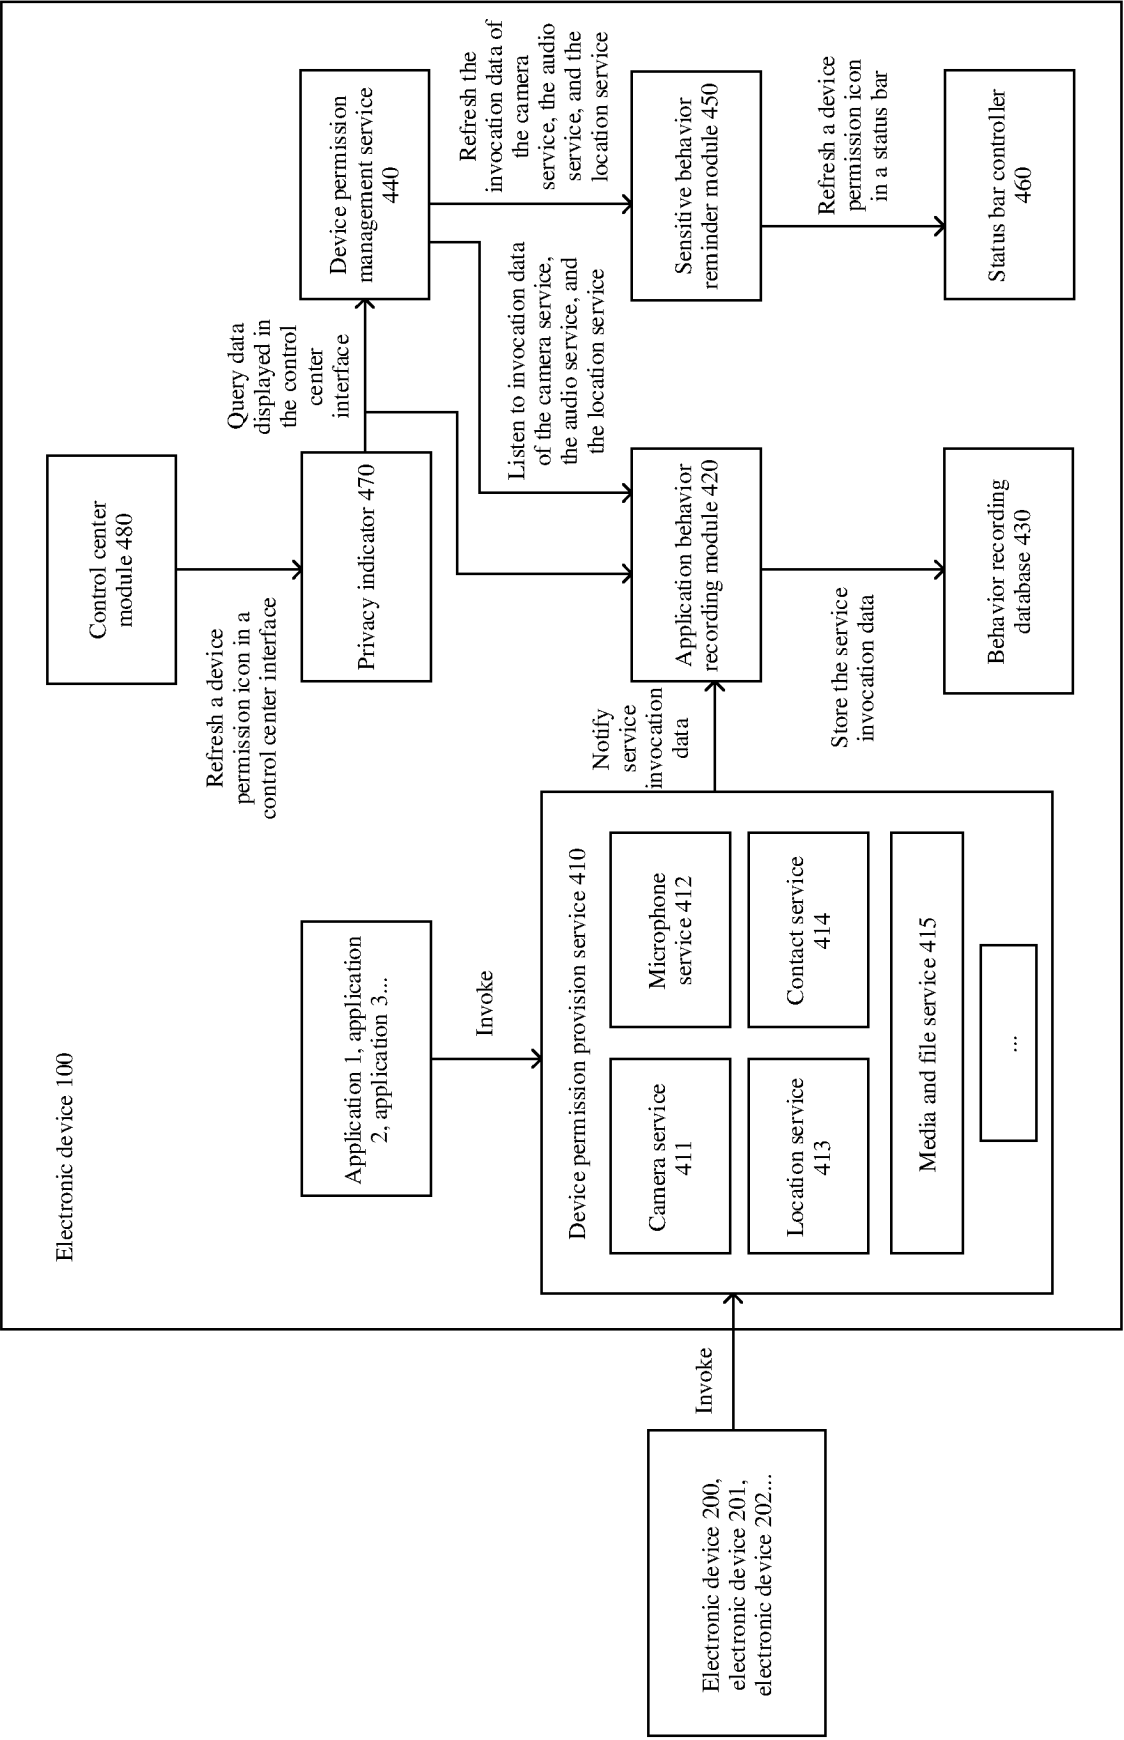 Electronic device 100
Control center
module 480
Refresh a device
permission icon in a
control center interface
Privacy indicator 470
Query data
displayed in
the control
center
interface
Device permission
management service
440
Refresh the
invocation data of
the camera
service, the audio
service, and the
location service
Listen to invocation data
of the camera service,
the audio service, and
the location service
Sensitive behavior
reminder module 450
Refresh a device
permission icon
in a status bar
Status bar controller
460
Application behavior
recording module 420
Store the service
invocation data
Behavior recording
database 430
Notify
service
invocation
data
Application 1, application
2, application 3...
Invoke
Device permission provision service 410
Camera service
411
Microphone
service 412
Location service
413
Contact service
414
Media and file service 415
...
Invoke
Electronic device 200,
electronic device 201,
electronic device 202...